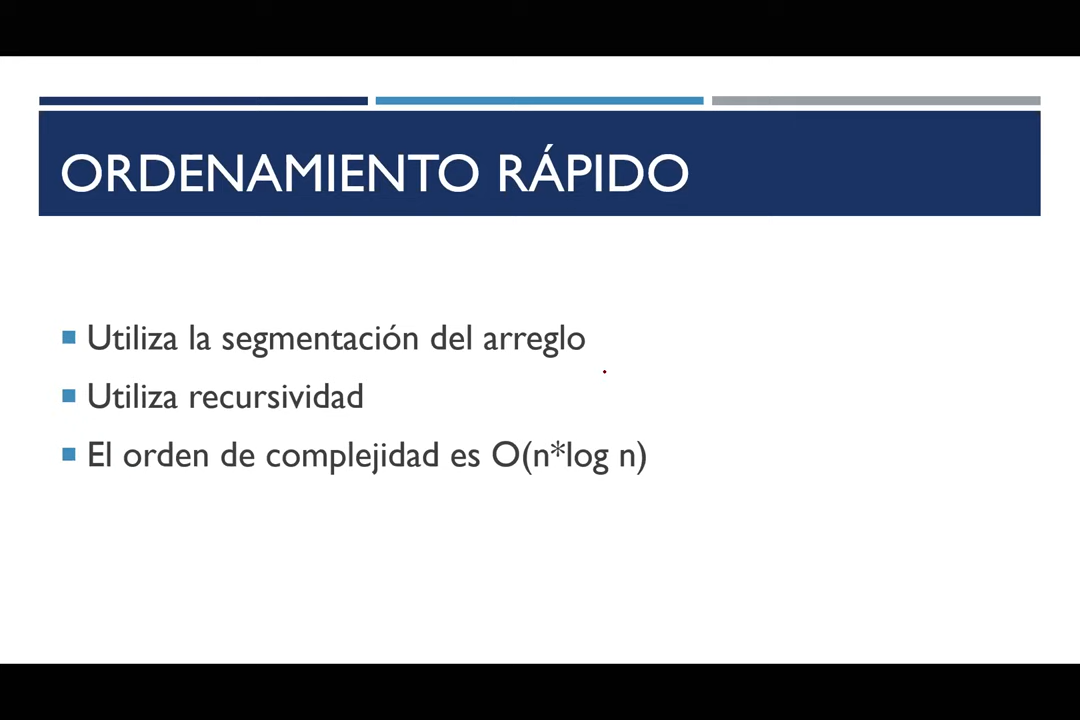 ORDENAMIENTO RÁPIDO
Utiliza la segmentación del arreglo
Utiliza recursividad
El orden de complejidad es O(n*log n)